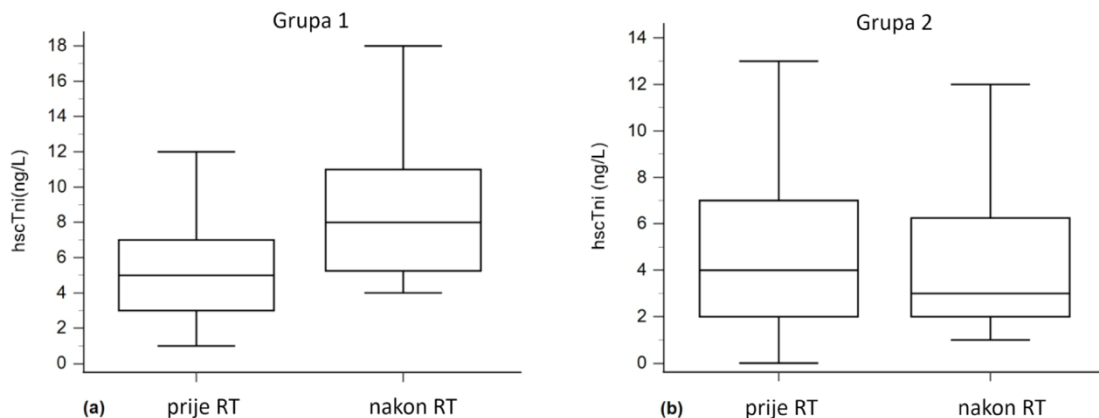 Grupa 1
18
16
14
12
10
8
6
4
2
0
hscTni(ng/L)
(a)
prije RT
nakon RT
Grupa 2
14
12
10
8
6
4
2
0
hscTni (ng/L)
(b)
prije RT
nakon RT